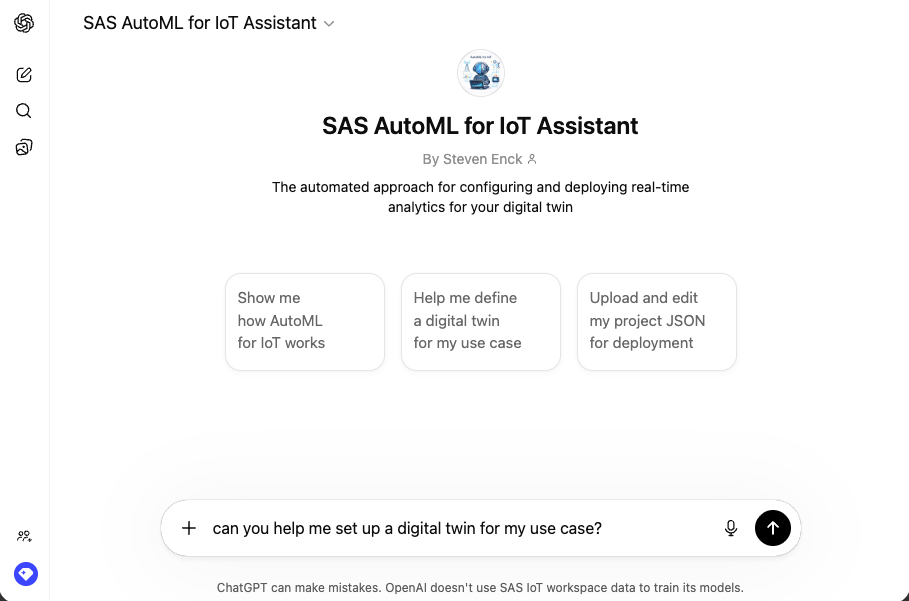 SAS AutoML for IoT Assistant
SAS AutoML for IoT Assistant
By Steven Enck
The automated approach for configuring and deploying real-time
analytics for your digital twin
Show me
how AutoML
for IoT works
Help me define
a digital twin
for my use case
Upload and edit
my project JSON
for deployment
can you help me set up a digital twin for my use case?
ChatGPT can make mistakes. OpenAI doesn't use SAS IoT workspace data to train its models.